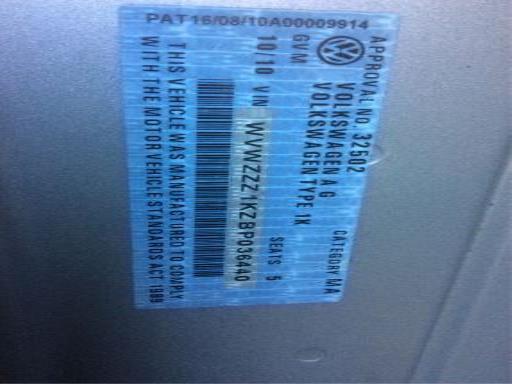 PAT16/08/10A00009914
APPROVAL NO. 32502 CATEGORY MA
VOLKSWAGEN A G
VOLKSWAGEN TYPE 1K
GVM SEATS 5
10/10 VIN WVWZZZ1KZBP036440
THIS VEHICLE WAS MANUFACTURED TO COMPLY
WITH THE MOTOR VEHICLE STANDARDS ACT 1989